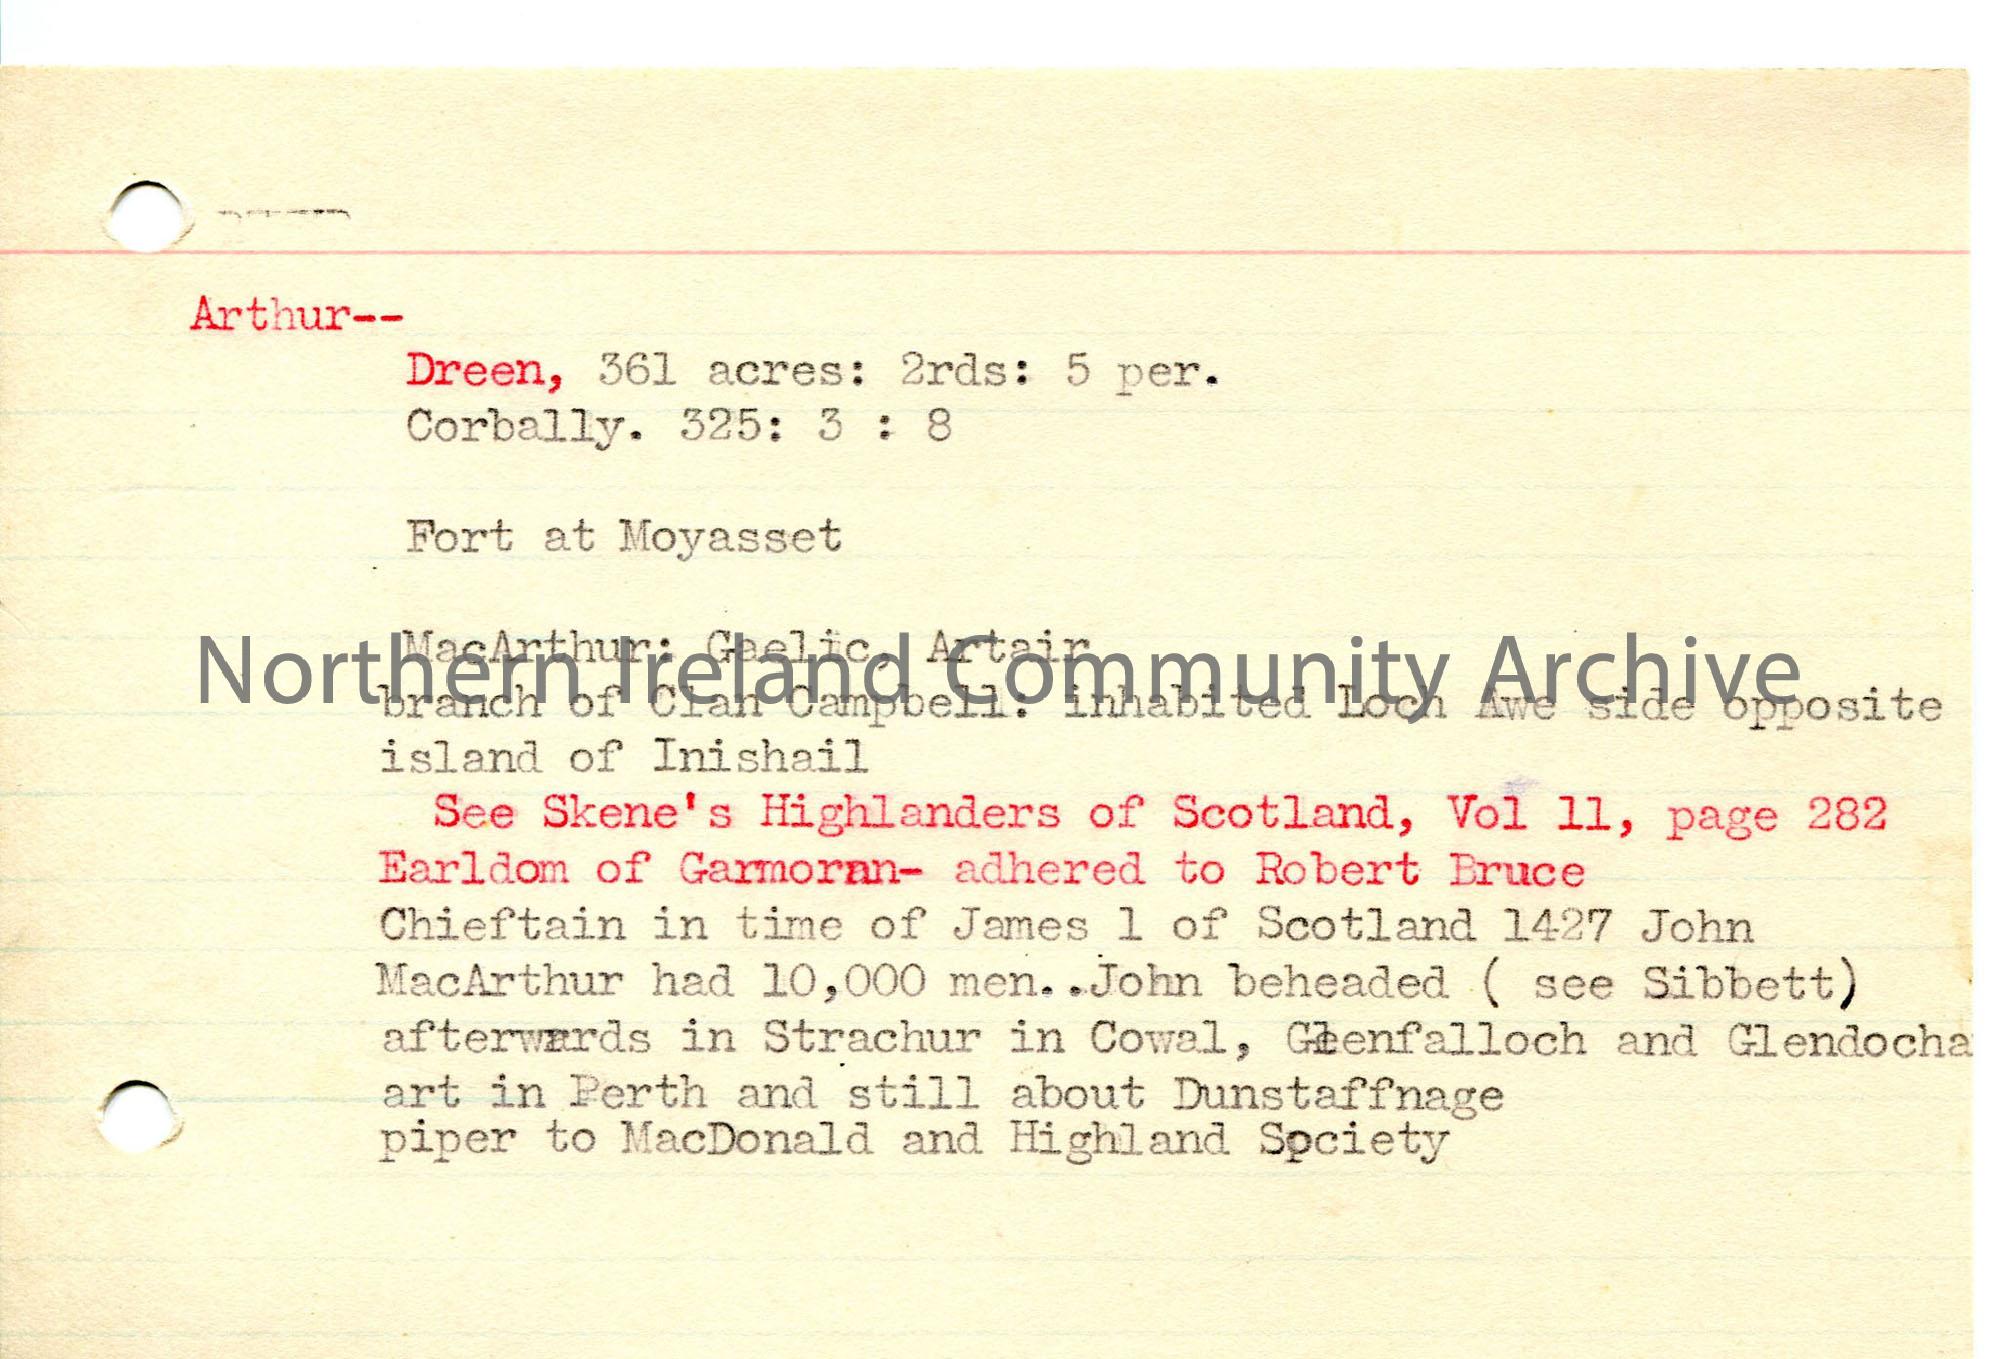 Arthur--
Dreen, 361 acres: 2rds: 5 per.
Corbally. 325: 3 : 8
Fort at Moyasset
MacArthur: Gaelic, Artair
Northern Ireland Community Archive
branch of Clan Campbell: inhabited Loch Awe side opposite
island of Inishail
See Skene's Highlanders of Scotland, Vol 11, page 282
Earldom of Garmoran- adhered to Robert Bruce
Chieftain in time of James 1 of Scotland 1427 John
MacArthur had 10,000 men..John beheaded ( see Sibbett)
afterwards in Strachur in Cowal, Glenfalloch and Glendocha
art in Perth and still about Dunstaffnage
piper to MacDonald and Highland Society